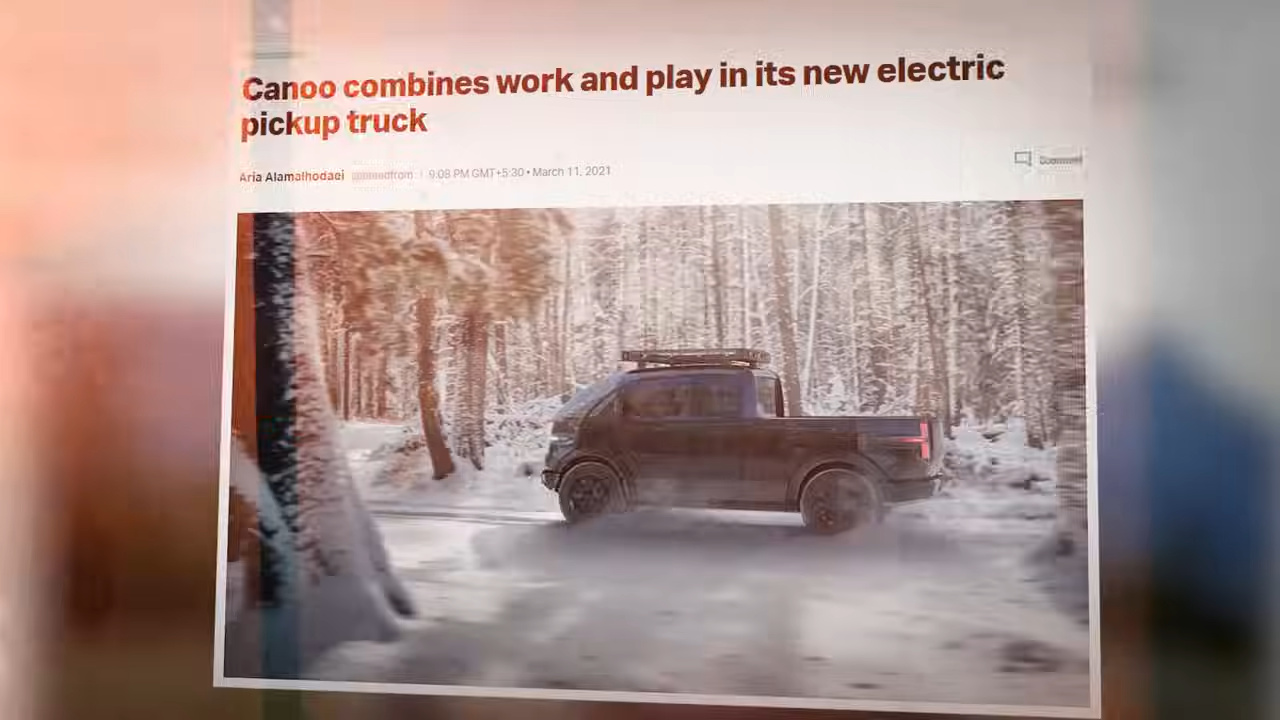 Canoo combines work and play in its new electric
pickup truck
Aria Alamalhodaei 9:08 PM GMT+5:30 • March 11, 2021